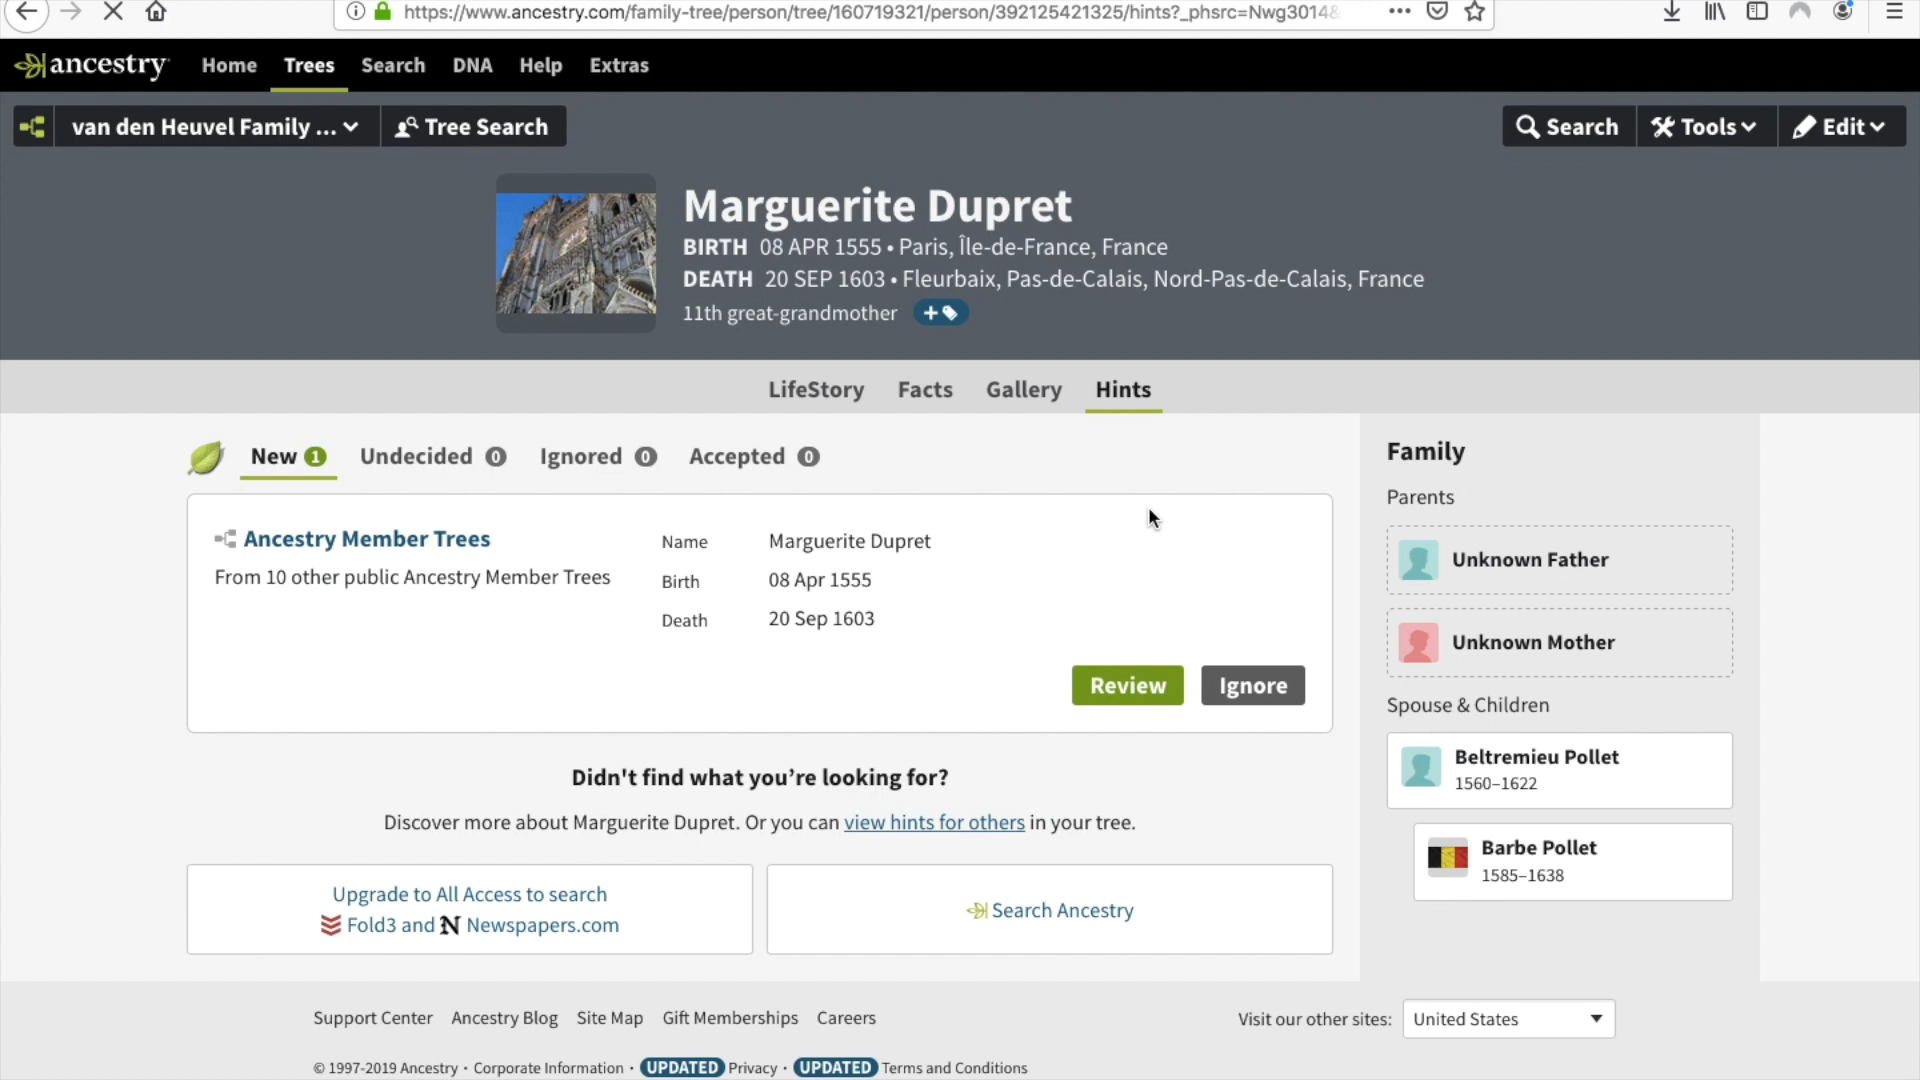 https://www.ancestry.com/family-tree/person/tree/160719321/person/392125421325/hints?_phsrc=Nwg3014&
ancestry Home Trees Search DNA Help Extras
van den Heuvel Family ... Tree Search Search Tools Edit
Marguerite Dupret
BIRTH 08 APR 1555 • Paris, Île-de-France, France
DEATH 20 SEP 1603 • Fleurbaix, Pas-de-Calais, Nord-Pas-de-Calais, France
11th great-grandmother +
LifeStory Facts Gallery Hints
New 1 Undecided 0 Ignored 0 Accepted 0
Ancestry Member Trees
From 10 other public Ancestry Member Trees
Name Marguerite Dupret
Birth 08 Apr 1555
Death 20 Sep 1603
Review Ignore
Didn't find what you’re looking for?
Discover more about Marguerite Dupret. Or you can view hints for others in your tree.
Upgrade to All Access to search
Fold3 and N Newspapers.com
Search Ancestry
Family
Parents
Unknown Father
Unknown Mother
Spouse & Children
Beltremieu Pollet
1560–1622
Barbe Pollet
1585–1638
Support Center Ancestry Blog Site Map Gift Memberships Careers
Visit our other sites: United States
© 1997-2019 Ancestry • Corporate Information • UPDATED Privacy • UPDATED Terms and Conditions